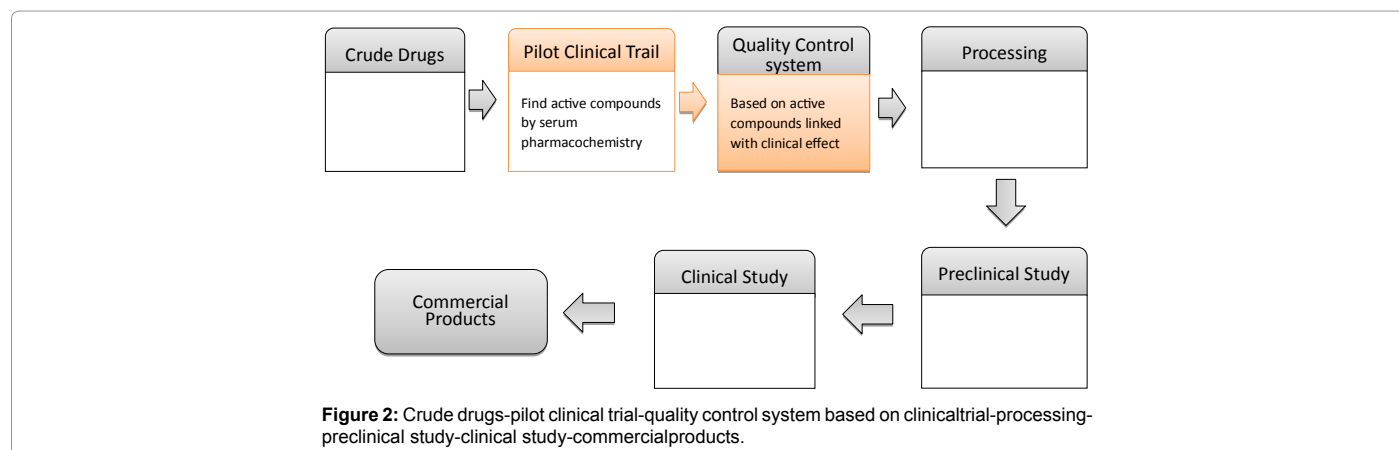 Crude Drugs
Pilot Clinical Trail
Find active compounds
by serum
pharmacochemistry
Quality Control
system
Based on active
compounds linked
with clinical effect
Processing
Preclinical Study
Clinical Study
Commercial
Products
Figure 2: Crude drugs-pilot clinical trial-quality control system based on clinicaltrial-processing-
preclinical study-clinical study-commercialproducts.